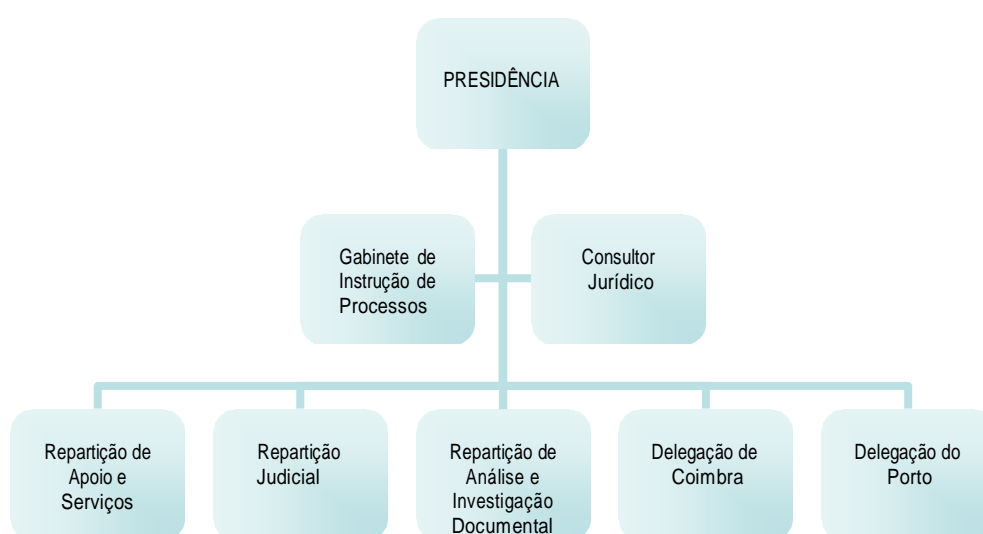 PRESIDÊNCIA
Gabinete de
Instrução de
Processos
Consultor
Jurídico
Repartição de
Apoio e
Serviços
Repartição
Judicial
Repartição de
Análise e
Investigação
Documental
Delegação de
Coimbra
Delegação do
Porto